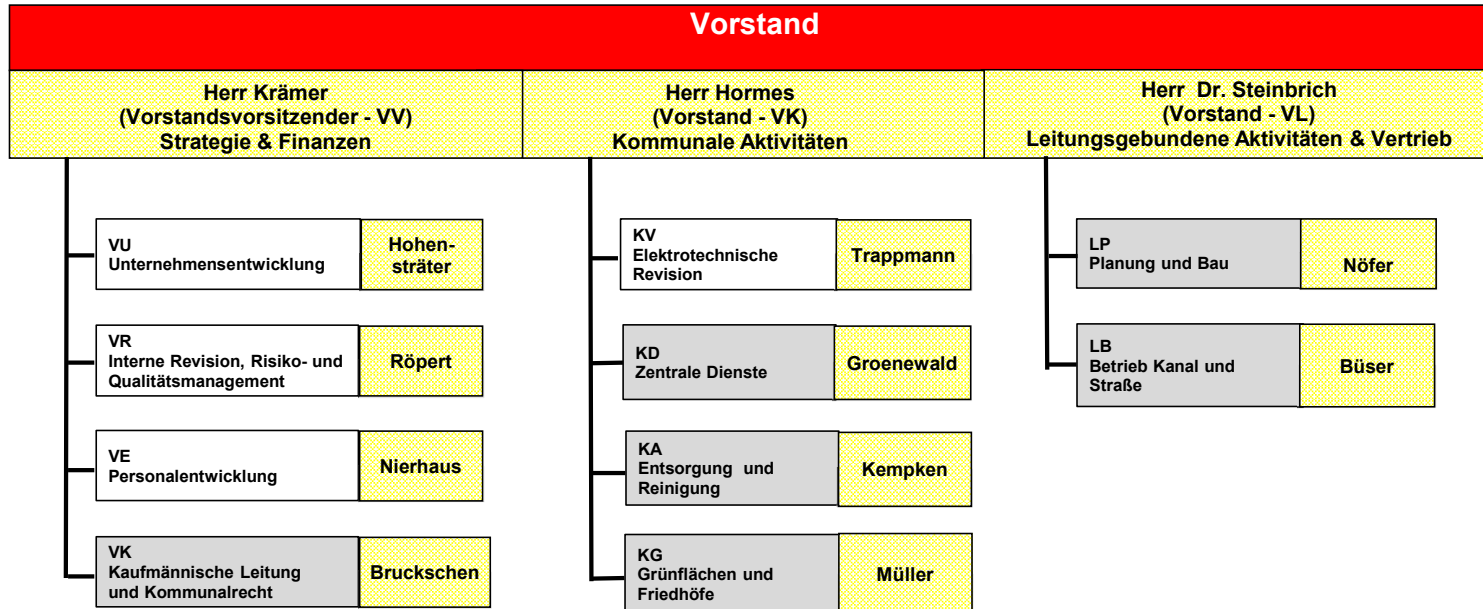 Vorstand
Herr Krämer
(Vorstandsvorsitzender - VV)
Strategie & Finanzen
Herr Hormes
(Vorstand - VK)
Kommunale Aktivitäten
Herr Dr. Steinbrich
(Vorstand - VL)
Leitungsgebundene Aktivitäten & Vertrieb
VU
Unternehmensentwicklung
Hohen-
sträter
VR
Interne Revision, Risiko- und
Qualitätsmanagement
Röpert
VE
Personalentwicklung
Nierhaus
VK
Kaufmännische Leitung
und Kommunalrecht
Bruckschen
KV
Elektrotechnische
Revision
Trappmann
KD
Zentrale Dienste
Groenewald
KA
Entsorgung und
Reinigung
Kempken
KG
Grünflächen und
Friedhöfe
Müller
LP
Planung und Bau
Nöfer
LB
Betrieb Kanal und
Straße
Büser